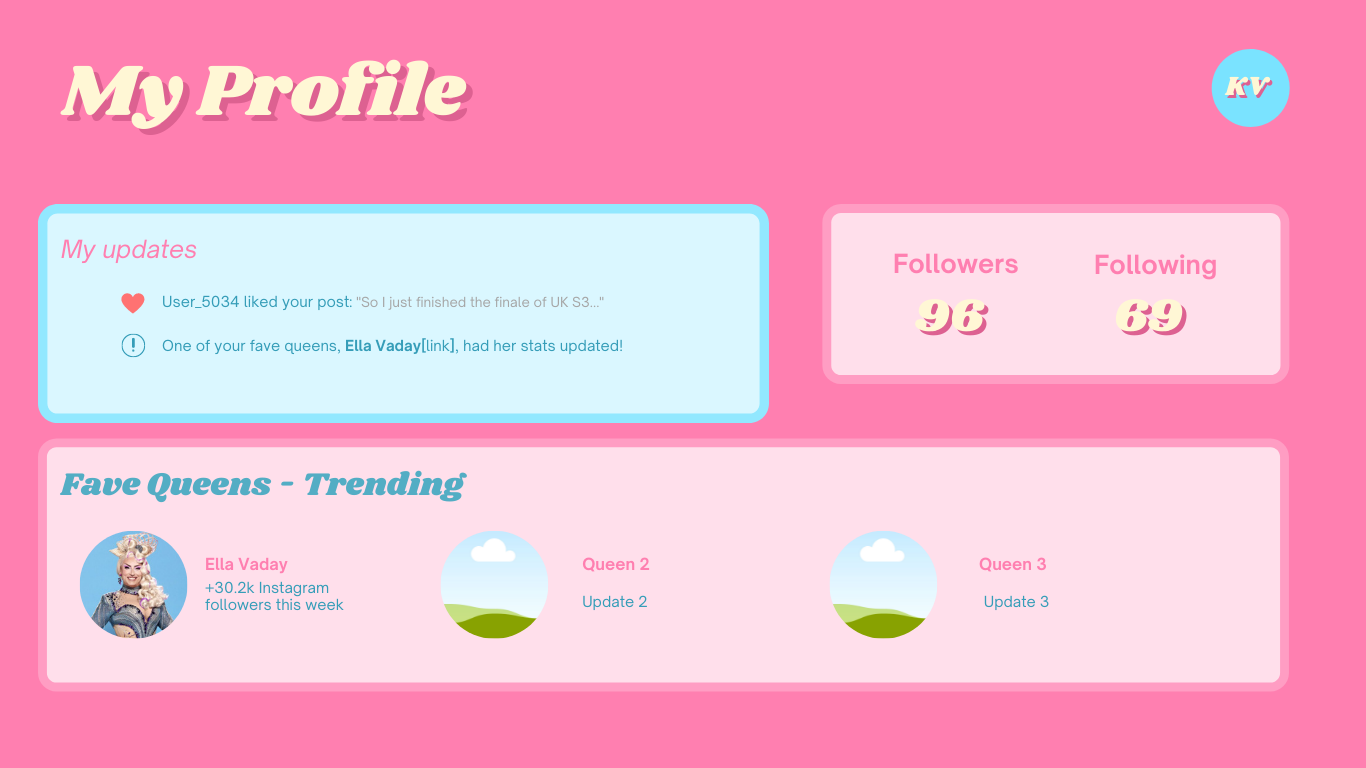 My Profile
KV
My updates
User_5034 liked your post: "So I just finished the finale of UK S3..."
One of your fave queens, Ella Vaday[link], had her stats updated!
Followers
Following
96
69
Fave Queens - Trending
Ella Vaday
+30.2k Instagram
followers this week
Queen 2
Update 2
Queen 3
Update 3